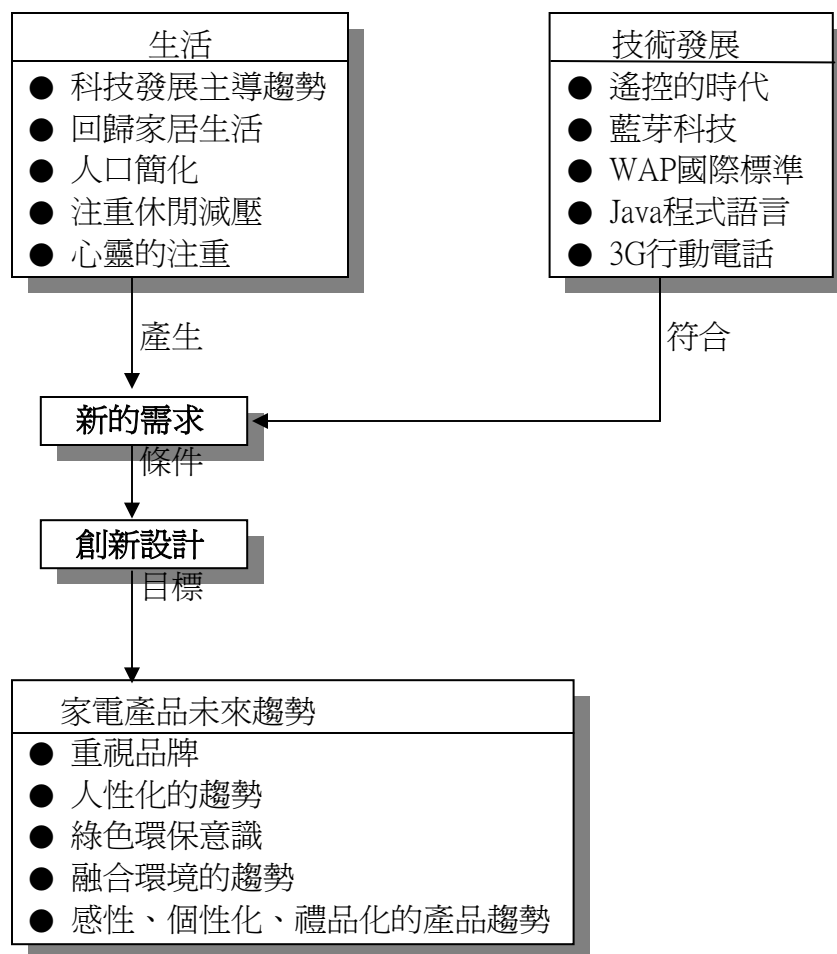 生活
● 科技發展主導趨勢
● 回歸家居生活
● 人口簡化
● 注重休閒減壓
● 心靈的注重
技術發展
● 遙控的時代
● 藍芽科技
● WAP國際標準
● Java程式語言
● 3G行動電話
產生
符合
新的需求
條件
創新設計
目標
家電產品未來趨勢
● 重視品牌
● 人性化的趨勢
● 綠色環保意識
● 融合環境的趨勢
● 感性、個性化、禮品化的產品趨勢